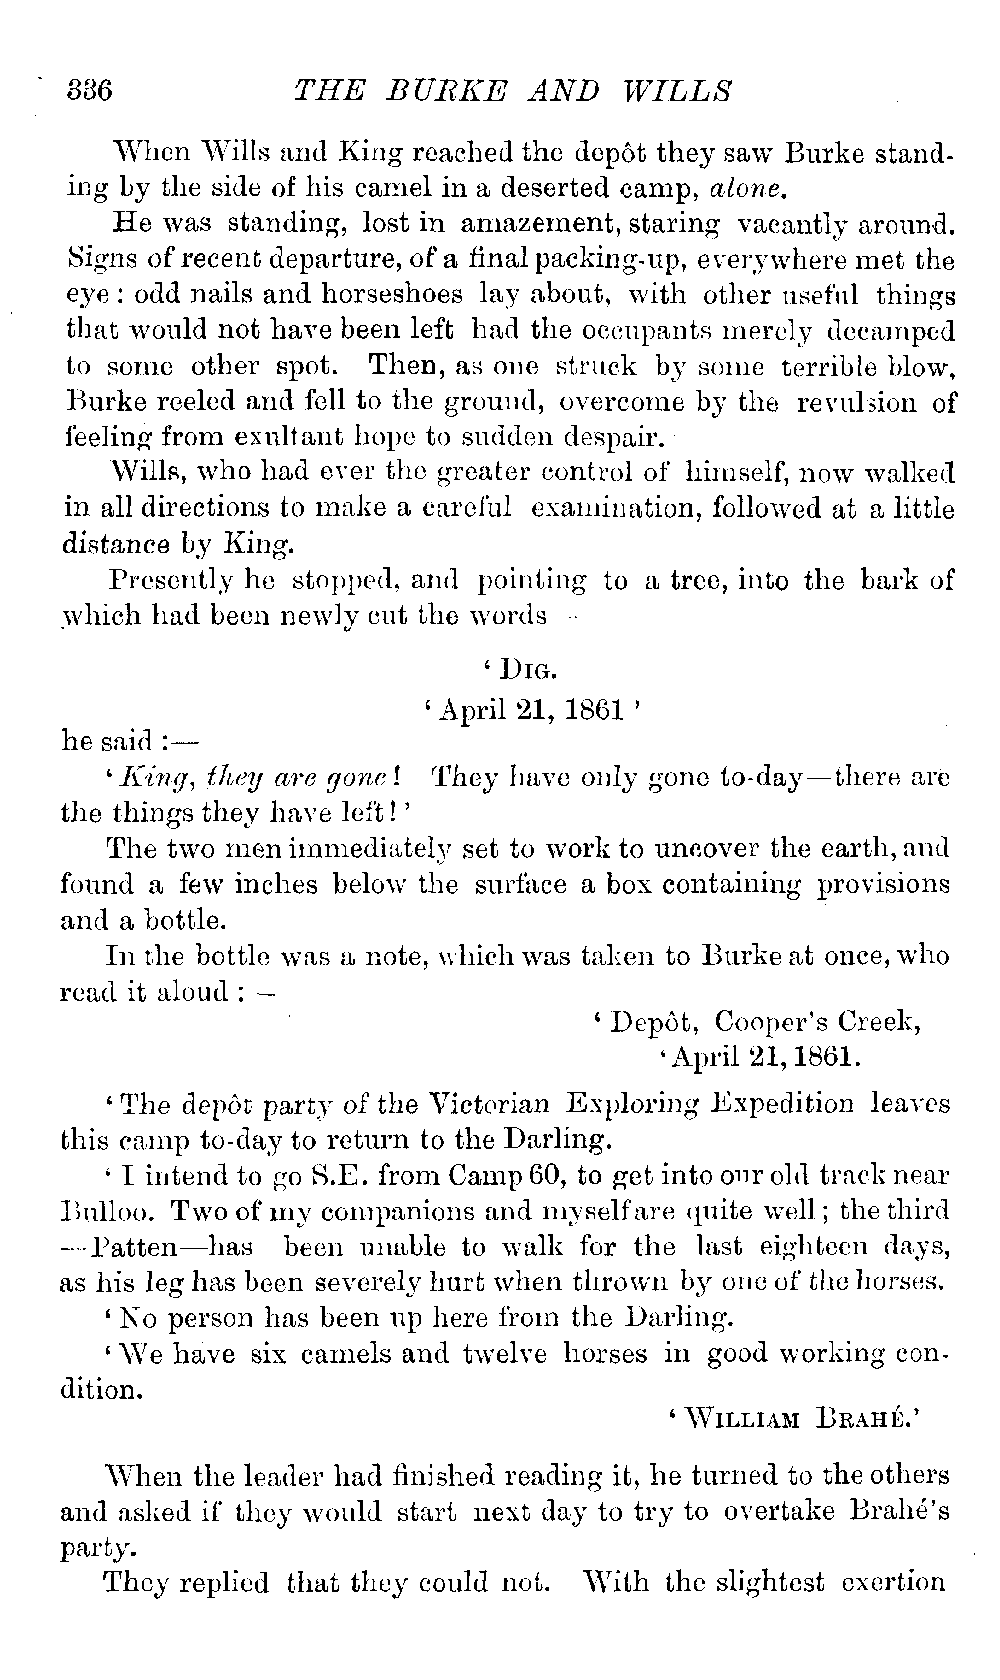 336 THE BURKE AND WILLS
When Wills and King reached the depôt they saw Burke stand-
ing by the side of his camel in a deserted camp, alone.
He was standing, lost in amazement, staring vacantly around.
Signs of recent departure, of a final packing-up, everywhere met the
eye : odd nails and horseshoes lay about, with other useful things
that would not have been left had the occupants merely decamped
to some other spot. Then, as one struck by some terrible blow,
Burke reeled and fell to the ground, overcome by the revulsion of
feeling from exultant hope to sudden despair.
Wills, who had ever the greater control of himself, now walked
in all directions to make a careful examination, followed at a little
distance by King.
Presently he stopped, and pointing to a tree, into the bark of
which had been newly cut the words —
‘ DIG.
‘ April 21, 1861 ’
he said :—
‘ King, they are gone ! They have only gone to-day—there are
the things they have left! ’
The two men immediately set to work to uncover the earth, and
found a few inches below the surface a box containing provisions
and a bottle.
In the bottle was a note, which was taken to Burke at once, who
read it aloud : —
‘ Depôt, Cooper’s Creek,
‘ April 21, 1861.
‘ The depôt party of the Victorian Exploring Expedition leaves
this camp to-day to return to the Darling.
‘ I intend to go S.E. from Camp 60, to get into our old track near
Bulloo. Two of my companions and myself are quite well ; the third
—Patten—has been unable to walk for the last eighteen days,
as his leg has been severely hurt when thrown by one of the horses.
‘ No person has been up here from the Darling.
‘ We have six camels and twelve horses in good working con-
dition.
‘ WILLIAM BRAHÉ.’
When the leader had finished reading it, he turned to the others
and asked if they would start next day to try to overtake Brahé’s
party.
They replied that they could not. With the slightest exertion